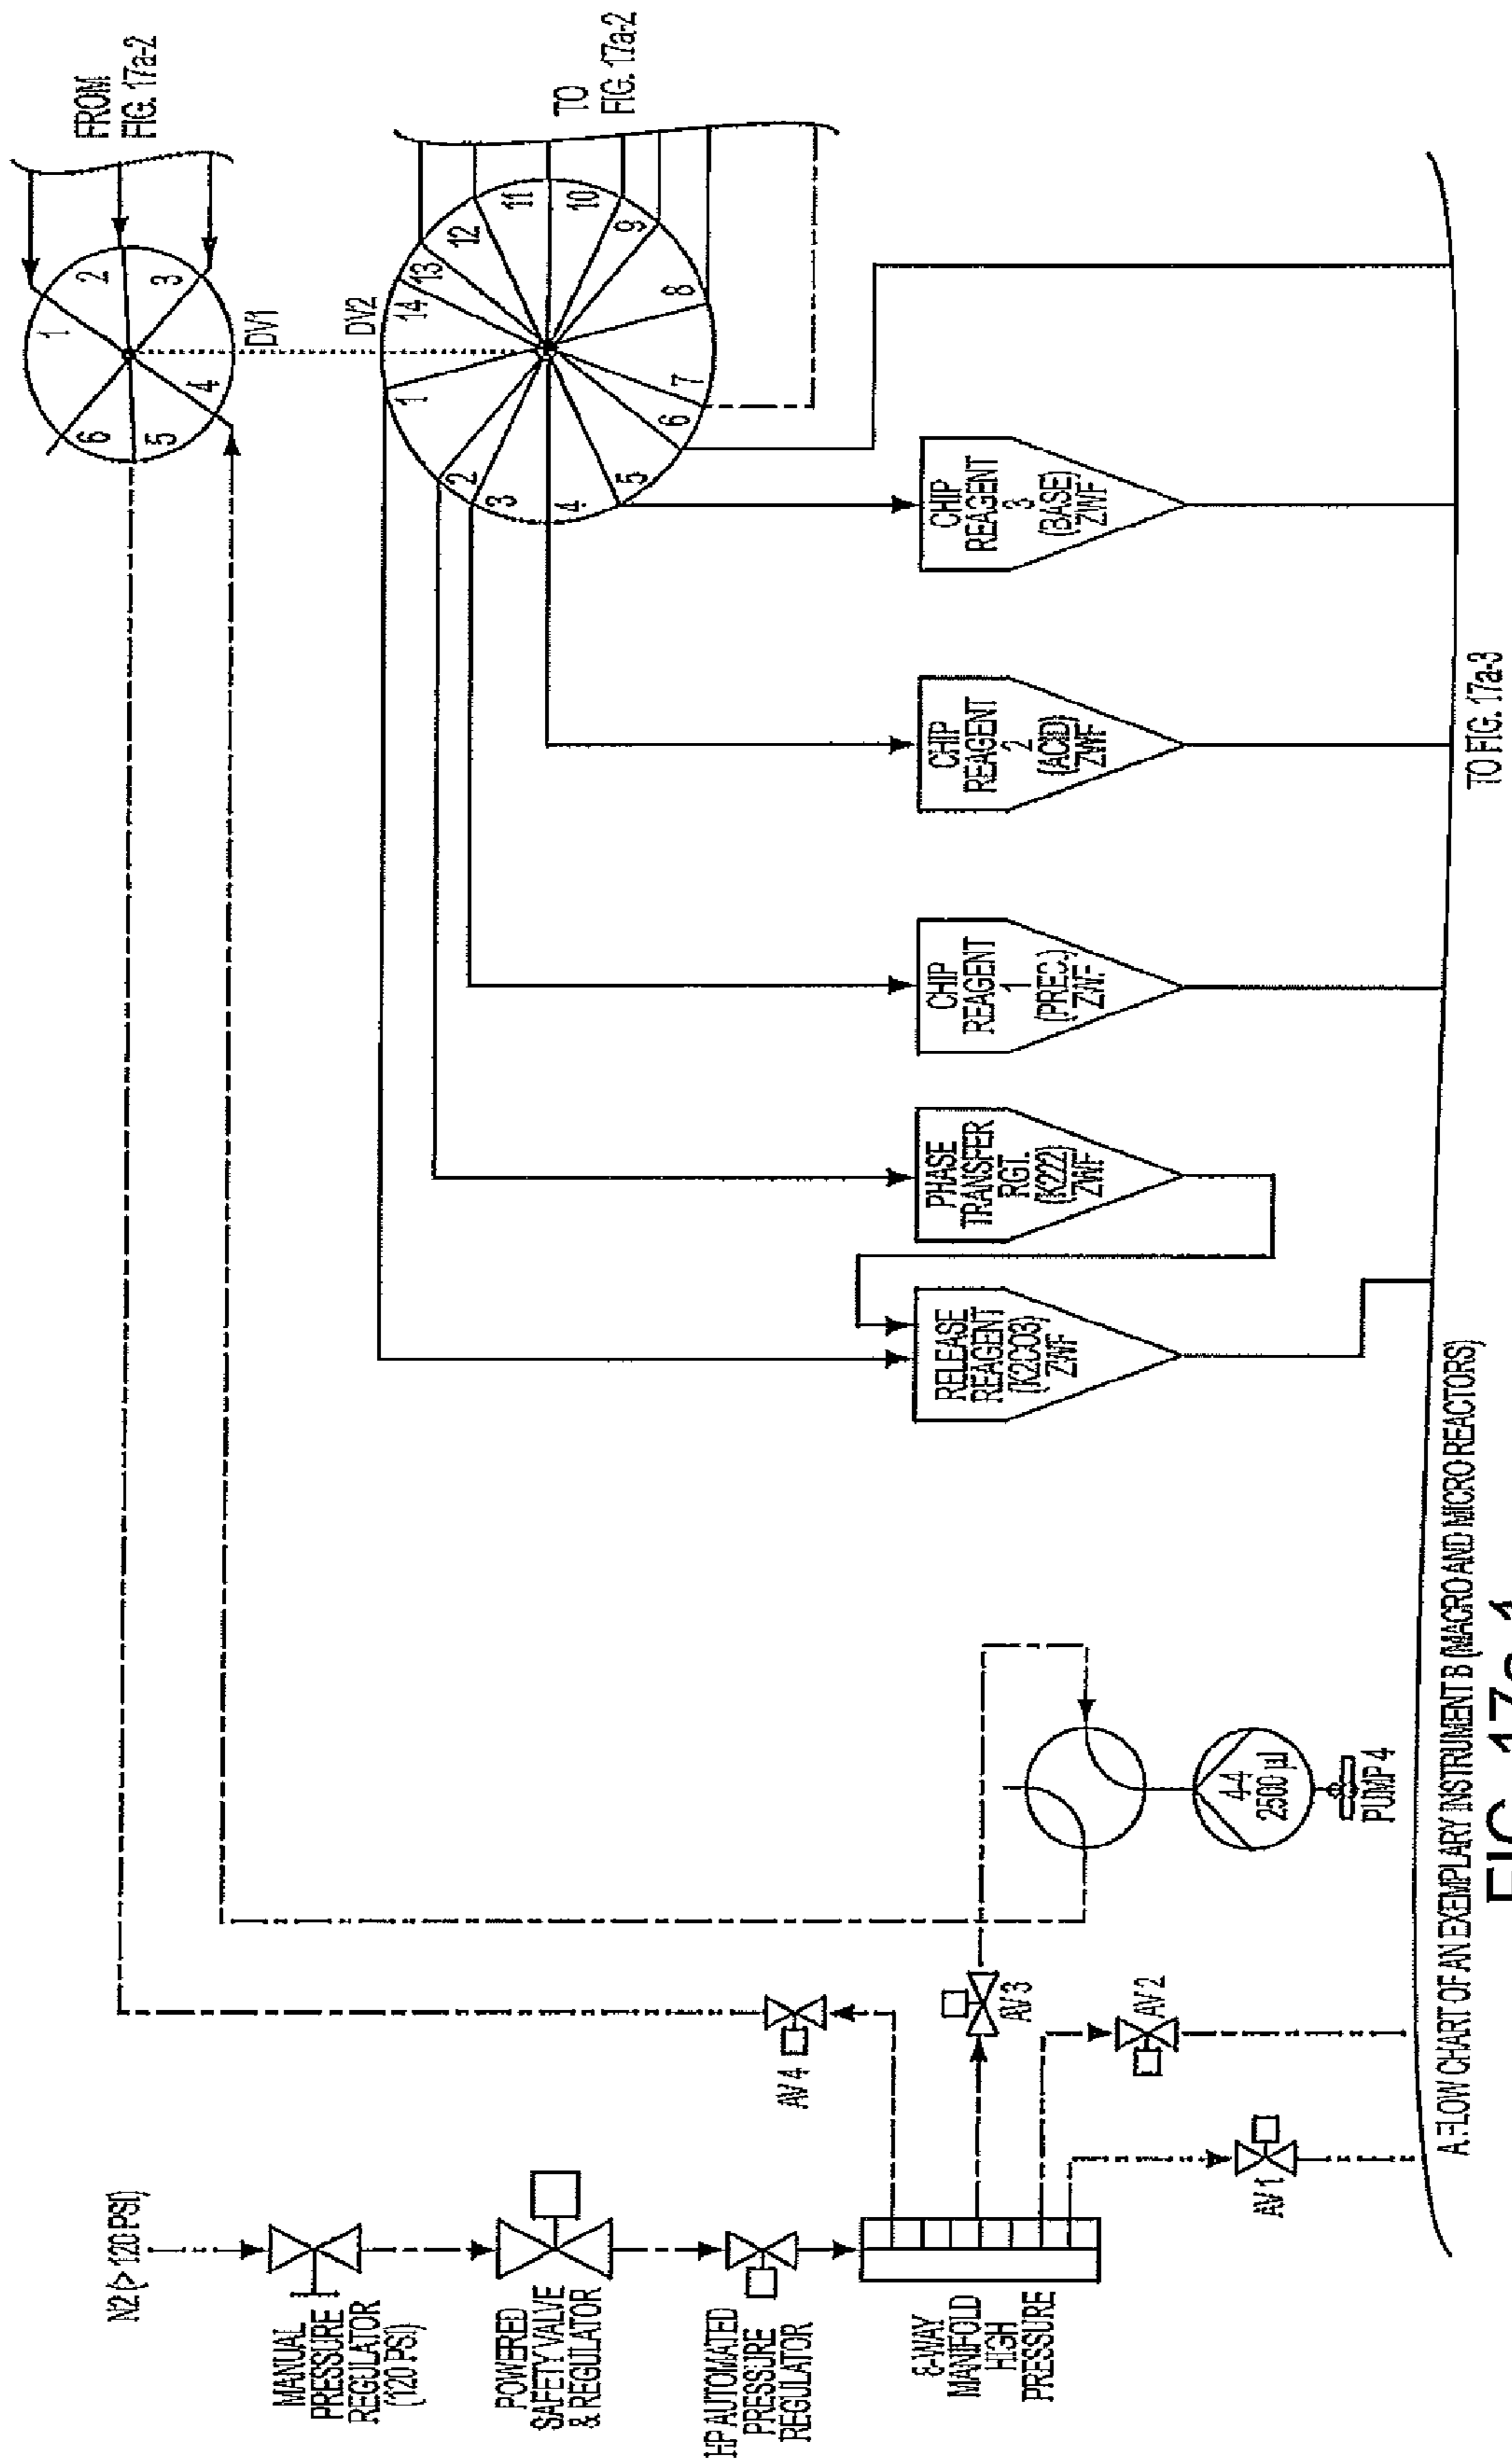 FROM
FIG. 17a-2
1
2
3
4
5
6
DV1
DV2
TO
FIG. 17a-2
1
2
3
4
5
6
7
8
9
10
11
12
13
14
N2 (> 120 PSI)
MANUAL
PRESSURE
REGULATOR
(120 PSI)
POWERED
SAFETY VALVE
& REGULATOR
HP AUTOMATED
PRESSURE
REGULATOR
MANIFOLD
HIGH
PRESSURE
AV 4
AV 3
AV 2
AV 1
4-4
2500 µl
PUMP 4
RELEASE
REAGENT
(K2CO3)
ZWF
PHASE
TRANSFER
RGT.
(K222)
ZWF
CHIP
REAGENT
1
(PREC.)
ZWF
CHIP
REAGENT
2
(ACID)
ZWF
CHIP
REAGENT
3
(BASE)
ZWF
TO FIG. 17a-3
A FLOW CHART OF AN EXEMPLARY INSTRUMENT B (MACRO AND MICRO REACTORS)